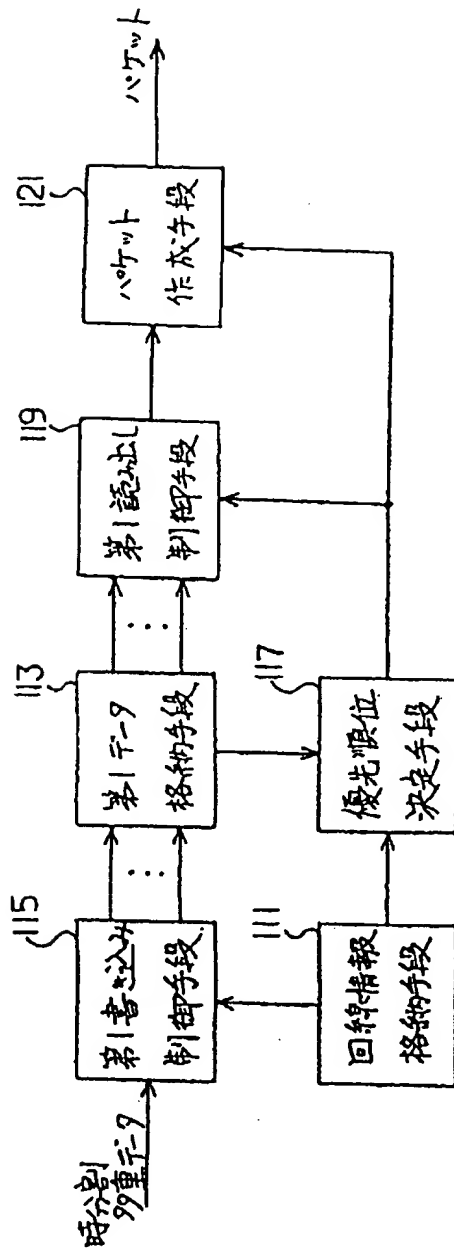 時分割
多重データ
115
第1書き込み
制御手段
113
第1データ
格納手段
119
第1読み出し
制御手段
121
パケット
作成手段
パケット
111
回線情報
格納手段
117
優先順位
決定手段